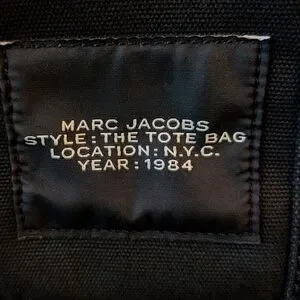 MARC JACOBS
STYLE: THE TOTE BAG
LOCATION: N.Y.C.
YEAR: 1984